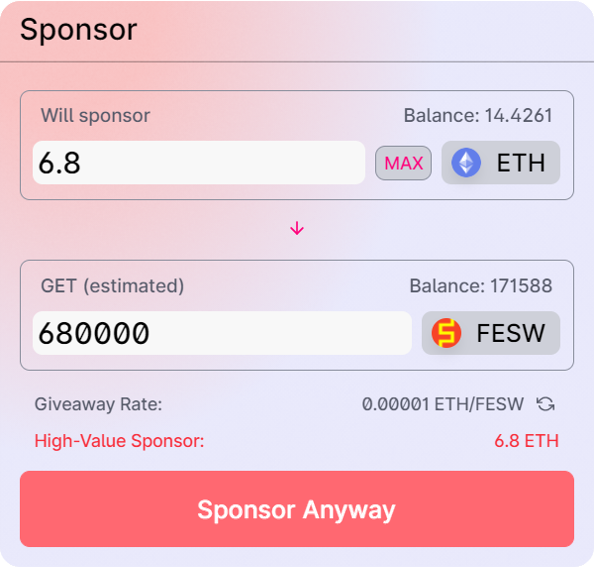 Sponsor
Will sponsor Balance: 14.4261
6.8 MAX ETH
GET (estimated) Balance: 171588
680000 FESW
Giveaway Rate: 0.00001 ETH/FESW
High-Value Sponsor: 6.8 ETH
Sponsor Anyway